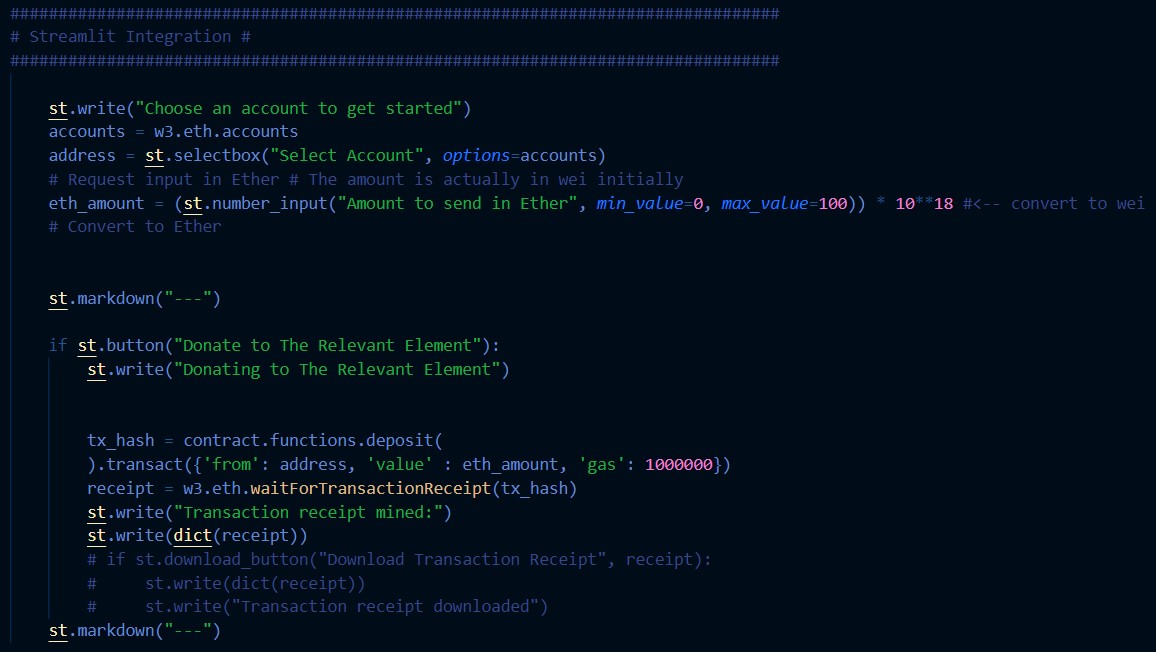 ################################################################################
# Streamlit Integration #
################################################################################
st.write("Choose an account to get started")
accounts = w3.eth.accounts
address = st.selectbox("Select Account", options=accounts)
# Request input in Ether # The amount is actually in wei initially
eth_amount = (st.number_input("Amount to send in Ether", min_value=0, max_value=100)) * 10**18 #<-- convert to wei
# Convert to Ether
st.markdown("---")
if st.button("Donate to The Relevant Element"):
st.write("Donating to The Relevant Element")
tx_hash = contract.functions.deposit(
).transact({'from': address, 'value' : eth_amount, 'gas': 1000000})
receipt = w3.eth.waitForTransactionReceipt(tx_hash)
st.write("Transaction receipt mined:")
st.write(dict(receipt))
# if st.download_button("Download Transaction Receipt", receipt):
#     st.write(dict(receipt))
#     st.write("Transaction receipt downloaded")
st.markdown("---")